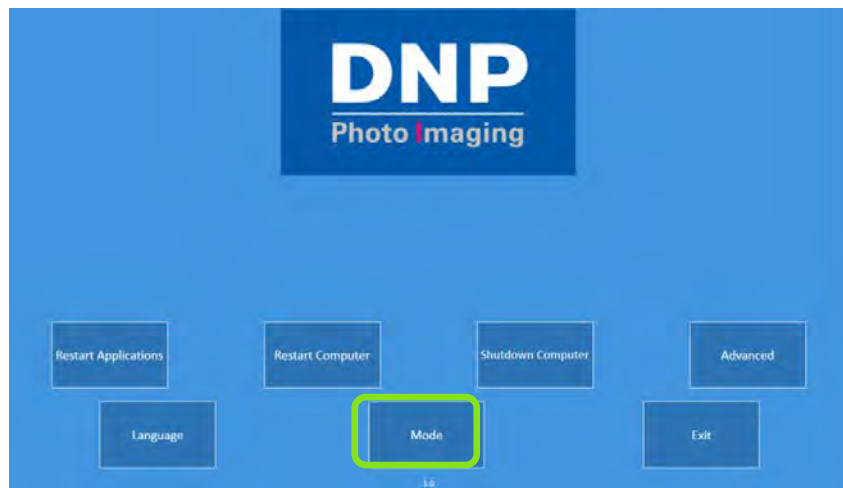 DNP
Photo Imaging
Restart Applications
Restart Computer
Shutdown Computer
Advanced
Language
Mode
Exit